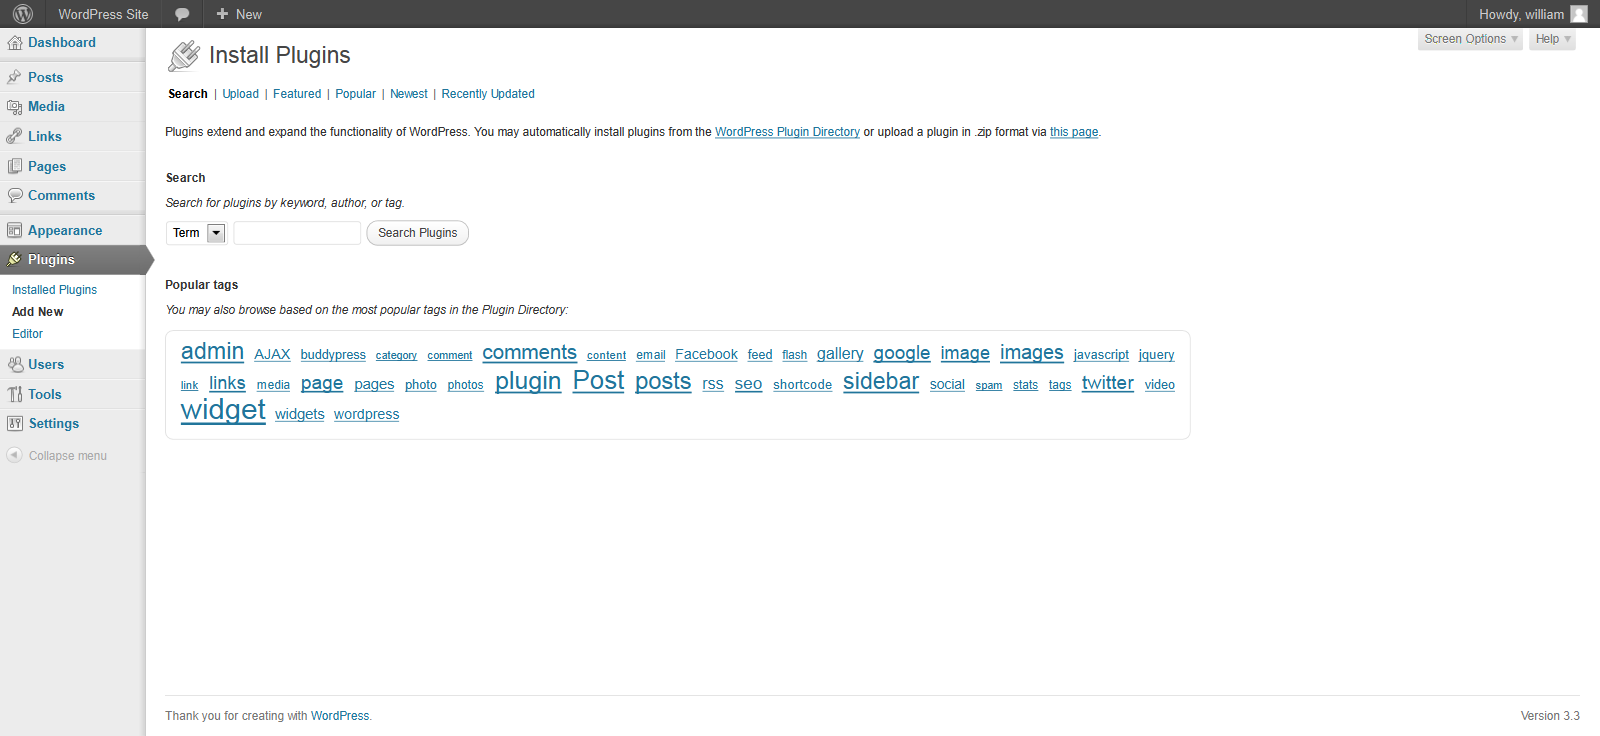 WordPress Site
New
Howdy, william
Dashboard
Posts
Media
Links
Pages
Comments
Appearance
Plugins
Installed Plugins
Add New
Editor
Users
Tools
Settings
Collapse menu
Screen Options
Help
Install Plugins
Search | Upload | Featured | Popular | Newest | Recently Updated
Plugins extend and expand the functionality of WordPress. You may automatically install plugins from the WordPress Plugin Directory or upload a plugin in .zip format via this page.
Search
Search for plugins by keyword, author, or tag.
Term Search Plugins
Popular tags
You may also browse based on the most popular tags in the Plugin Directory:
admin AJAX buddypress category comment comments content email Facebook feed flash gallery google image images javascript jquery
link links media page pages photo photos plugin Post posts rss seo shortcode sidebar social spam stats tags twitter video
widget widgets wordpress
Thank you for creating with WordPress.
Version 3.3